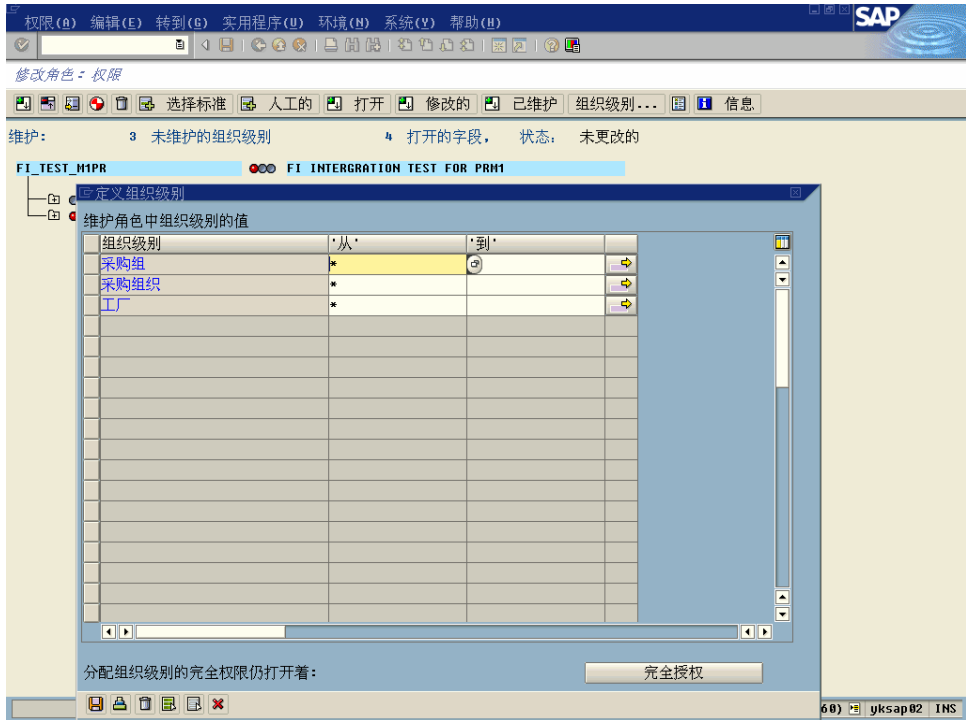 权限(A) 编辑(E) 转到(G) 实用程序(U) 环境(N) 系统(Y) 帮助(H)
SAP
修改角色：权限
选择标准 人工的 打开 修改的 已维护 组织级别... 信息
维护： 3 未维护的组织级别 4 打开的字段， 状态： 未更改的
FI_TEST_M1PR FI INTERGRATION TEST FOR PRM1
定义组织级别
维护角色中组织级别的值
组织级别 '从' '到'
采购组 *
采购组织 *
工厂 *
分配组织级别的完全权限仍打开着： 完全授权
60) yksap02 INS